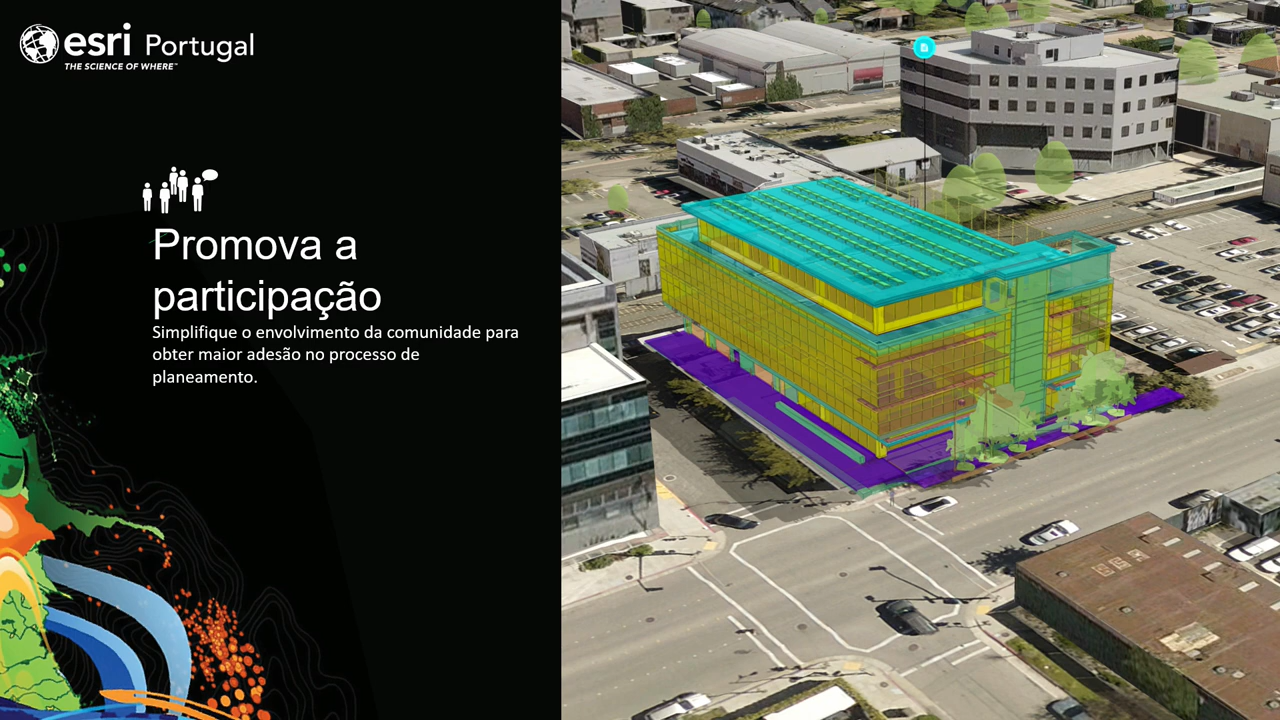 esri Portugal
THE SCIENCE OF WHERE™
Promova a
participação
Simplifique o envolvimento da comunidade para
obter maior adesão no processo de
planeamento.